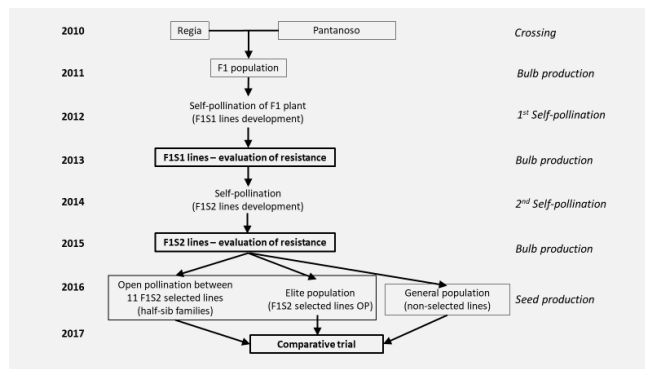 2010 Regia Pantanoso Crossing
2011 F1 population Bulb production
Self-pollination of F1 plant
2012 (F1S1 lines development) 1st Self-pollination
2013 F1S1 lines – evaluation of resistance Bulb production
Self-pollination
2014 (F1S2 lines development) 2nd Self-pollination
2015 F1S2 lines – evaluation of resistance Bulb production
Open pollination between
11 F1S2 selected lines
(half-sib families)
Elite population
(F1S2 selected lines OP)
General population
(non-selected lines)
2016 Seed production
2017 Comparative trial